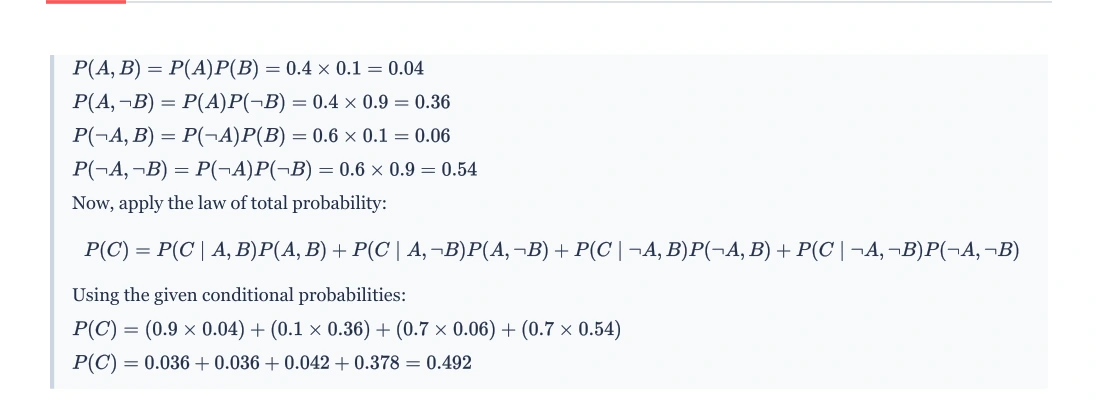 P(A, B) = P(A)P(B) = 0.4 × 0.1 = 0.04
P(A, ¬B) = P(A)P(¬B) = 0.4 × 0.9 = 0.36
P(¬A, B) = P(¬A)P(B) = 0.6 × 0.1 = 0.06
P(¬A, ¬B) = P(¬A)P(¬B) = 0.6 × 0.9 = 0.54
Now, apply the law of total probability:
P(C) = P(C | A, B)P(A, B) + P(C | A, ¬B)P(A, ¬B) + P(C | ¬A, B)P(¬A, B) + P(C | ¬A, ¬B)P(¬A, ¬B)
Using the given conditional probabilities:
P(C) = (0.9 × 0.04) + (0.1 × 0.36) + (0.7 × 0.06) + (0.7 × 0.54)
P(C) = 0.036 + 0.036 + 0.042 + 0.378 = 0.492